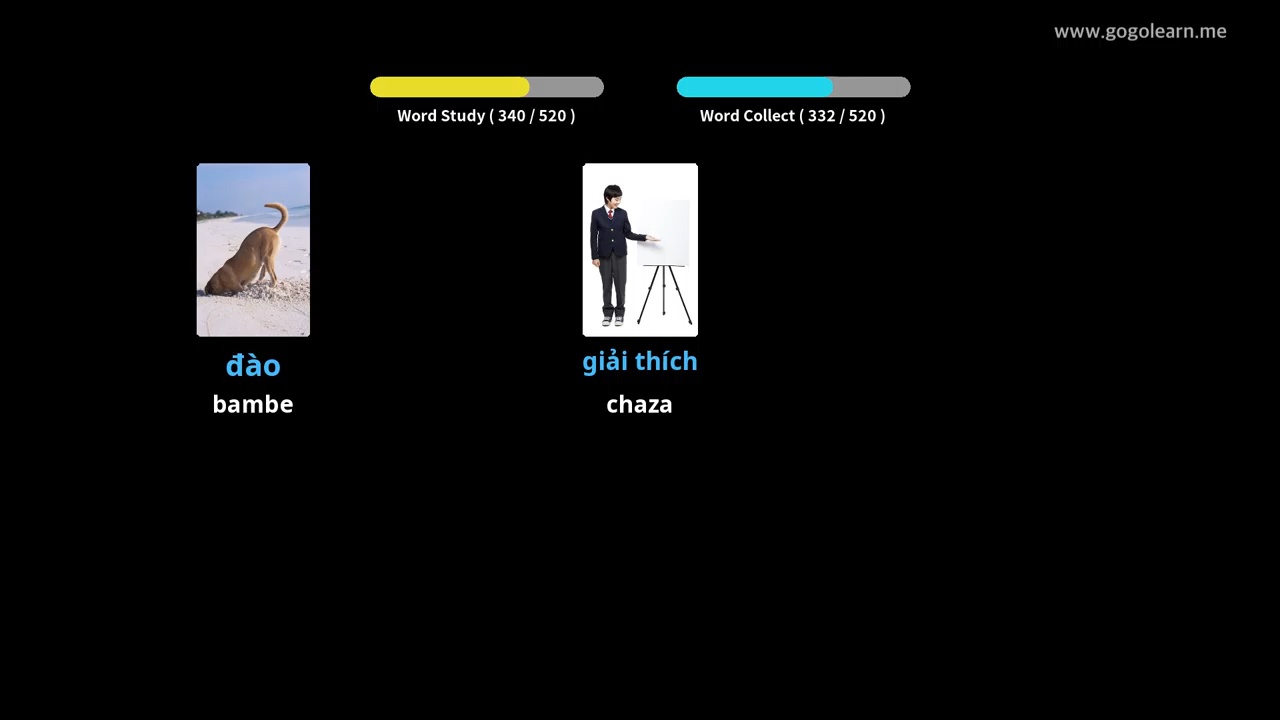 www.gogolearn.me
Word Study ( 340 / 520 )
Word Collect ( 332 / 520 )
đào
bambe
giải thích
chaza